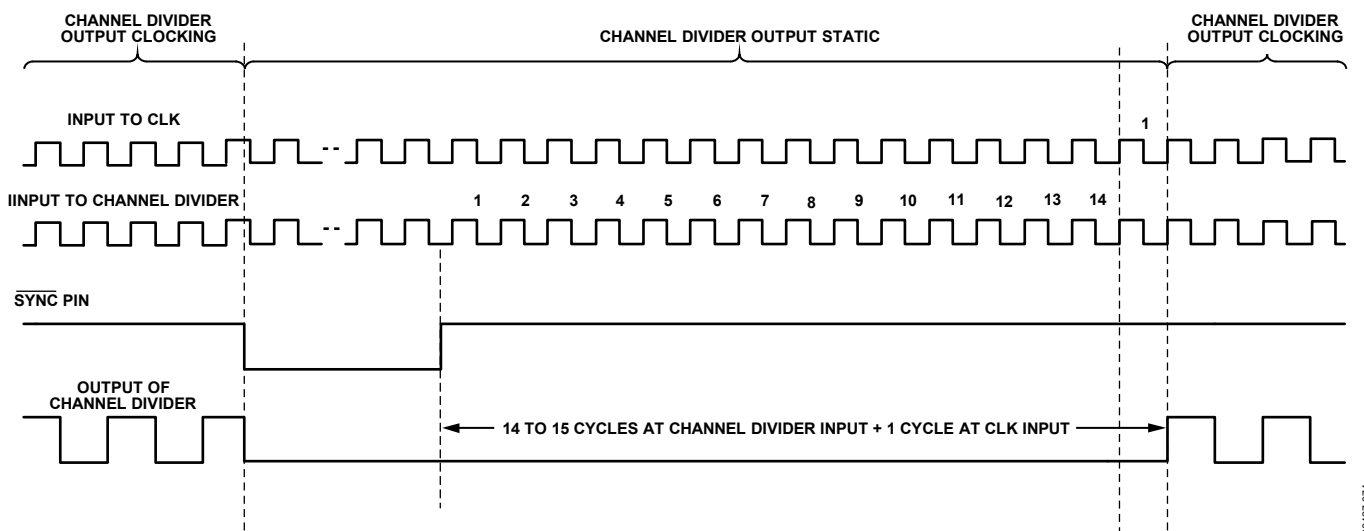 CHANNEL DIVIDER
OUTPUT CLOCKING
CHANNEL DIVIDER OUTPUT STATIC
CHANNEL DIVIDER
OUTPUT CLOCKING
INPUT TO CLK
1
IINPUT TO CHANNEL DIVIDER
1 2 3 4 5 6 7 8 9 10 11 12 13 14
SYNC PIN
OUTPUT OF
CHANNEL DIVIDER
14 TO 15 CYCLES AT CHANNEL DIVIDER INPUT + 1 CYCLE AT CLK INPUT